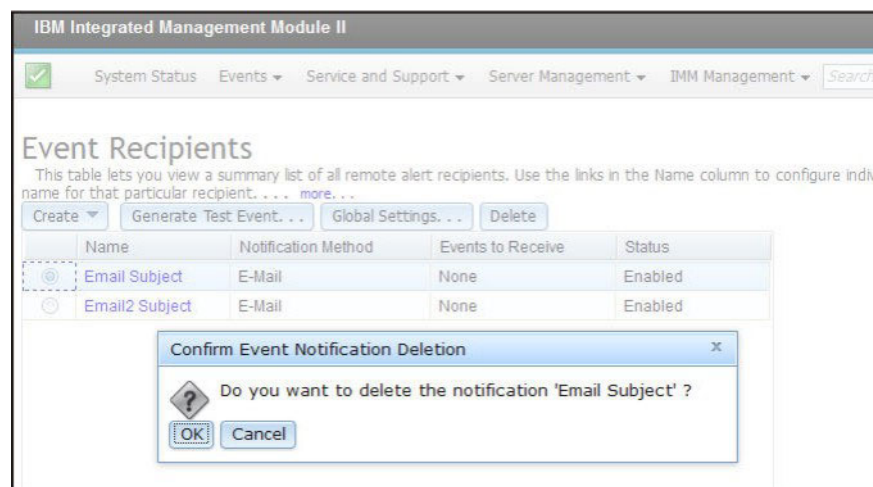 IBM Integrated Management Module II
System Status Events Service and Support Server Management IMM Management Search
Event Recipients
This table lets you view a summary list of all remote alert recipients. Use the links in the Name column to configure
name for that particular recipient. . . . more. . .
Create Generate Test Event. . . Global Settings. . . Delete
Name Notification Method Events to Receive Status
Email Subject E-Mail None Enabled
Email2 Subject E-Mail None Enabled
Confirm Event Notification Deletion x
? Do you want to delete the notification 'Email Subject' ?
OK Cancel